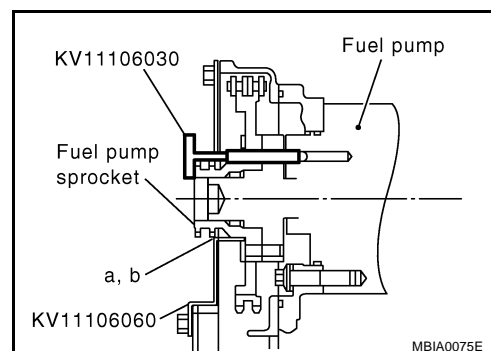 KV11106030
Fuel pump
Fuel pump
sprocket
a, b
KV11106060
MBIA0075E